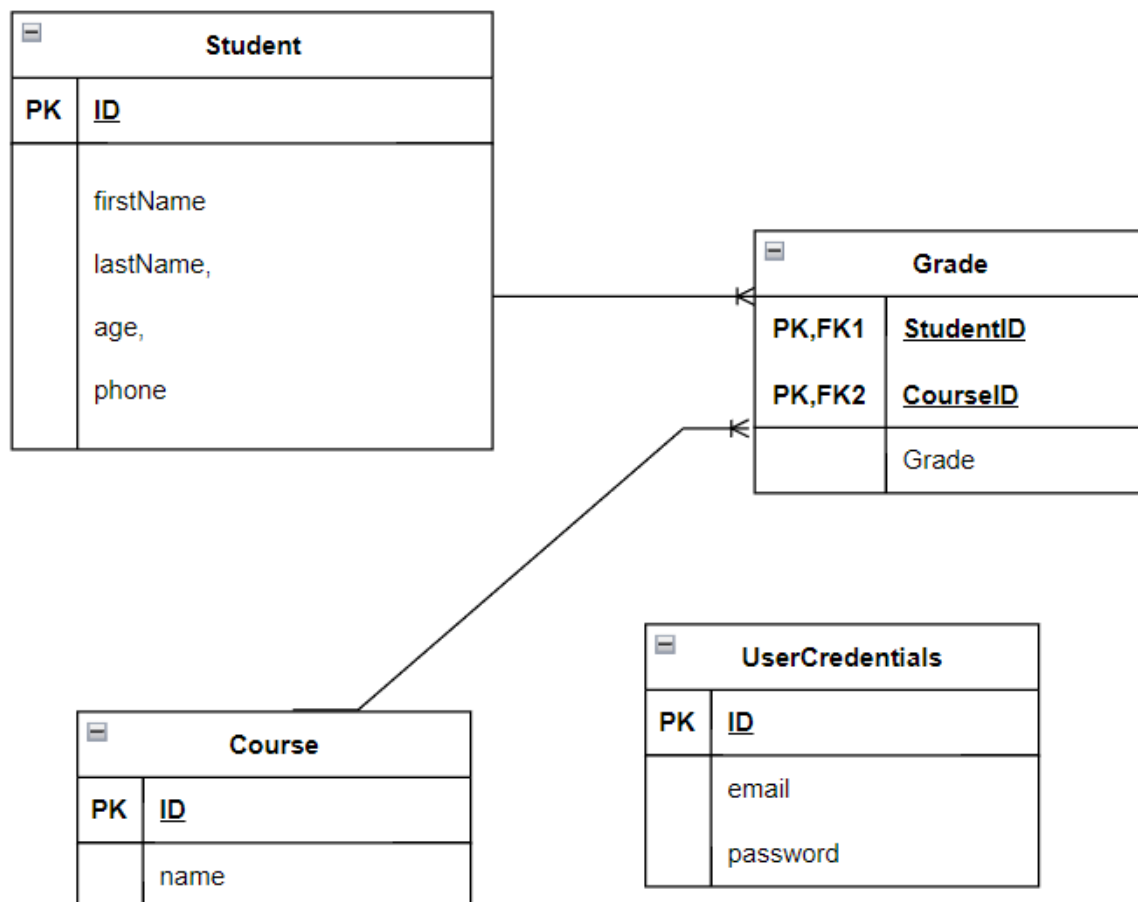 Student
PK ID
firstName
lastName,
age,
phone
Grade
PK,FK1 StudentID
PK,FK2 CourseID
Grade
UserCredentials
PK ID
email
password
Course
PK ID
name